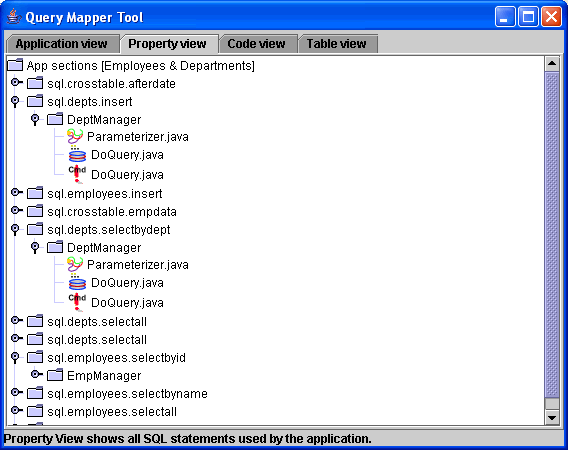 Query Mapper Tool
Application view Property view Code view Table view
App sections [Employees & Departments]
sql.crosstable.afterdate
sql.depts.insert
DeptManager
Parameterizer.java
DoQuery.java
Cmd DoQuery.java
sql.employees.insert
sql.crosstable.empdata
sql.depts.selectbydept
DeptManager
Parameterizer.java
DoQuery.java
Cmd DoQuery.java
sql.depts.selectall
sql.depts.selectall
sql.employees.selectbyid
EmpManager
sql.employees.selectbyname
sql.employees.selectall
Property View shows all SQL statements used by the application.